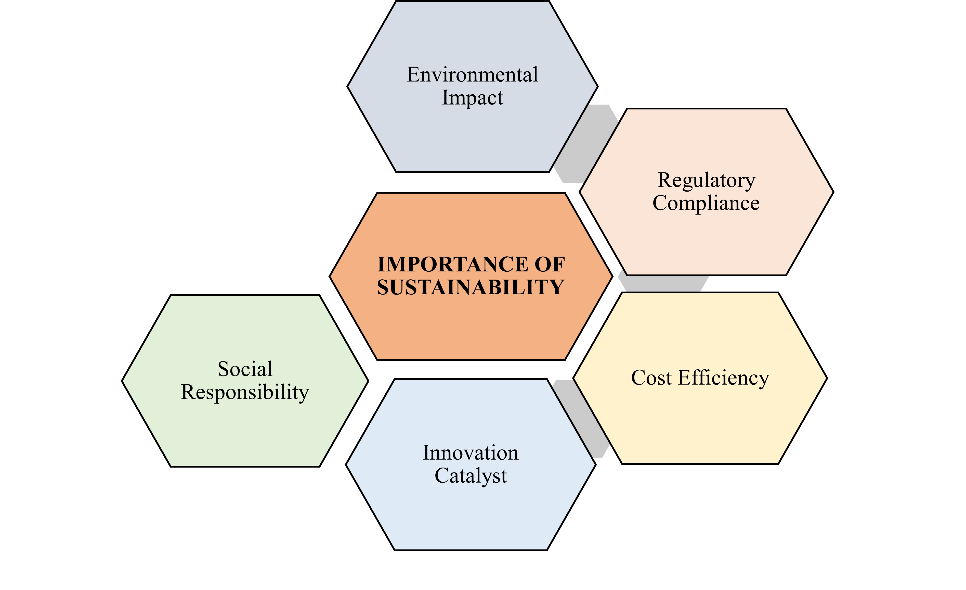 Environmental
Impact
Regulatory
Compliance
IMPORTANCE OF
SUSTAINABILITY
Social
Responsibility
Cost Efficiency
Innovation
Catalyst